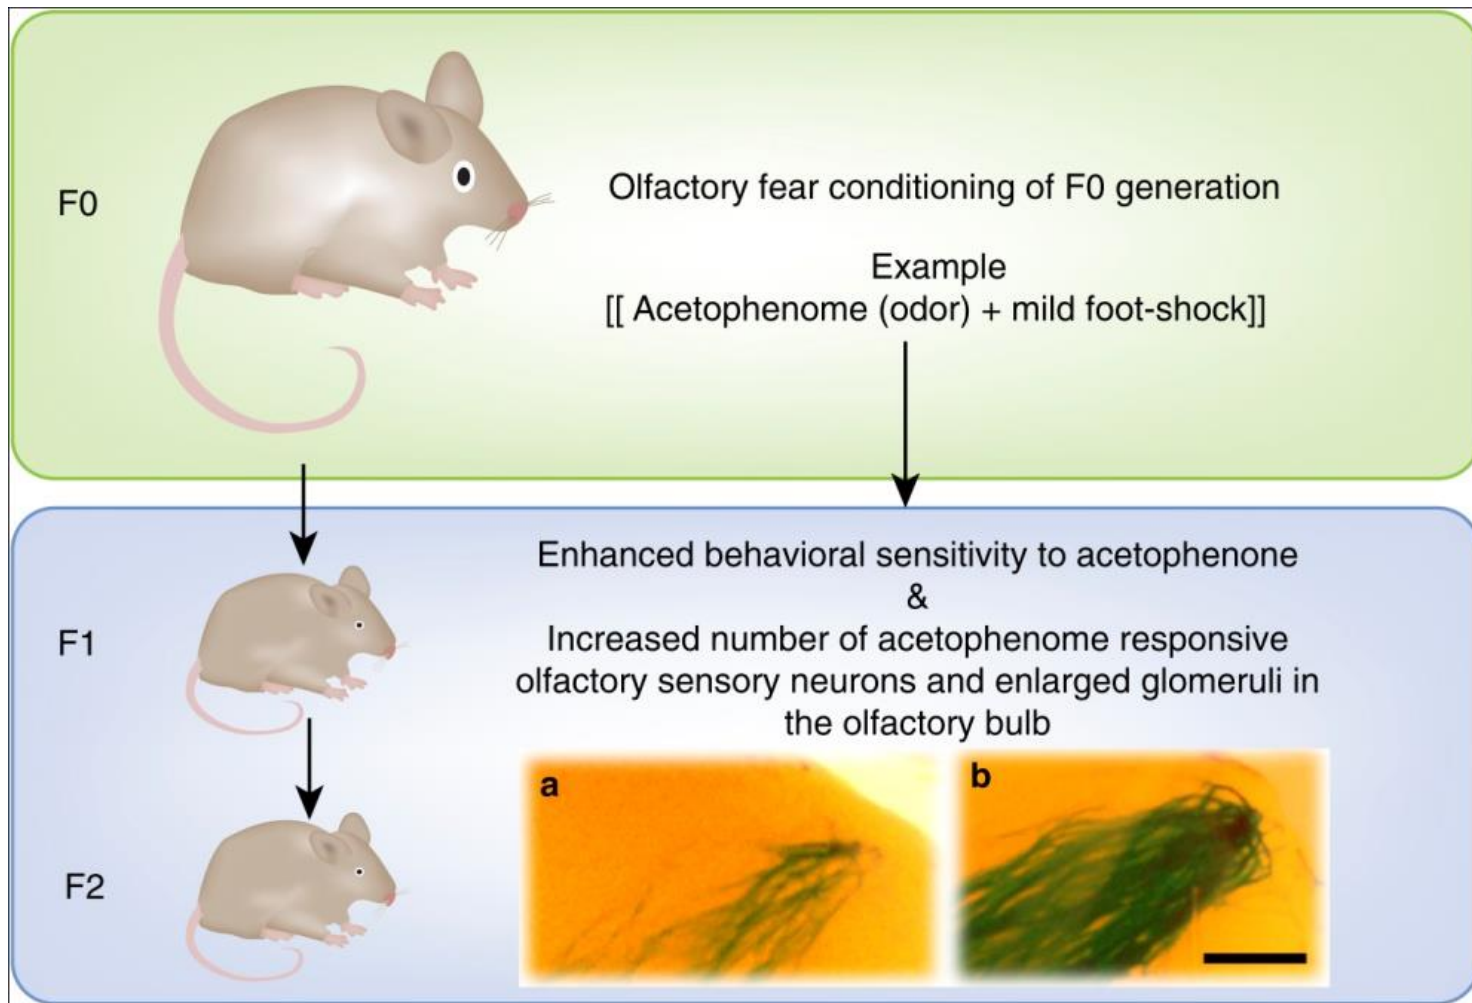 F0
Olfactory fear conditioning of F0 generation
Example
[[ Acetophenome (odor) + mild foot-shock]]
F1
Enhanced behavioral sensitivity to acetophenone
&
Increased number of acetophenome responsive
olfactory sensory neurons and enlarged glomeruli in
the olfactory bulb
a
b
F2